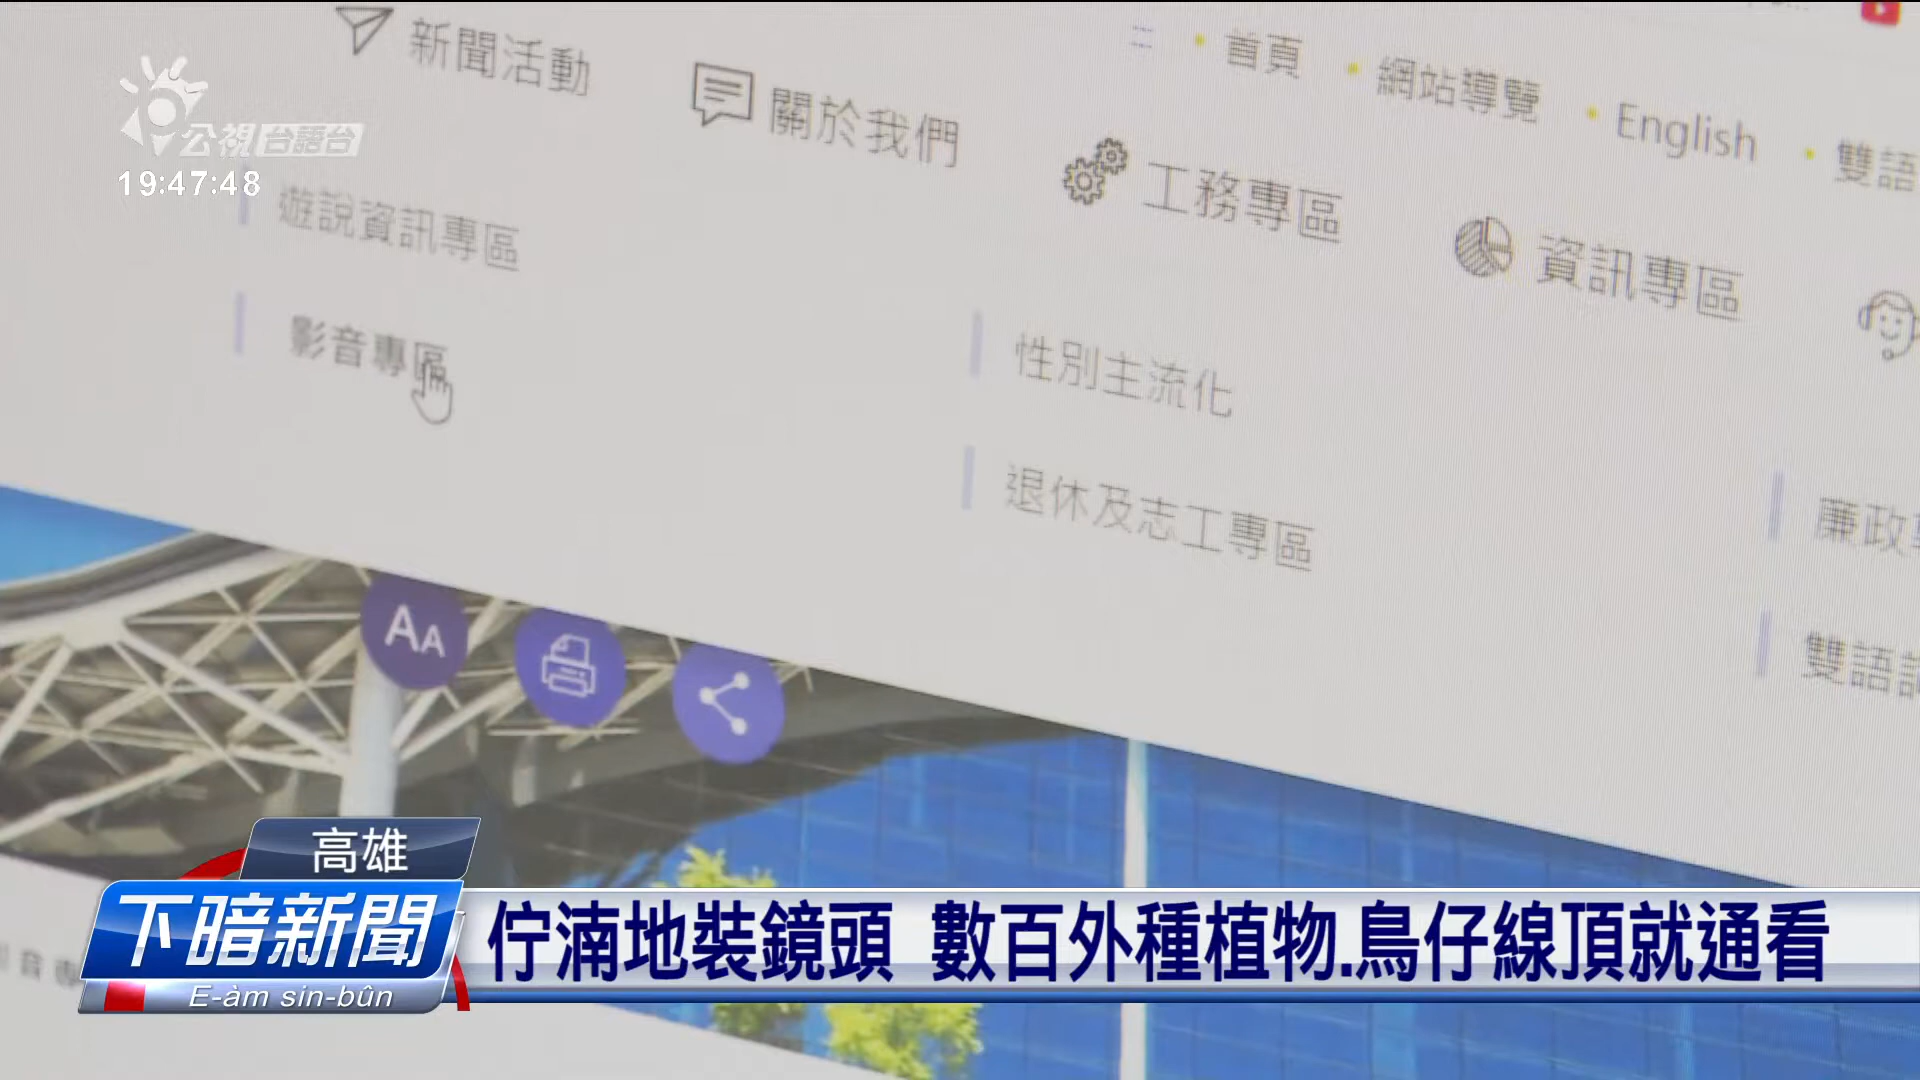 新聞活動
關於我們
工務專區
資訊專區
首頁
網站導覽
English
雙語
公視台語台
19:47:48
遊說資訊專區
影音專區
性別主流化
退休及志工專區
廉政
雙語
AA
高雄
下暗新聞
E-àm sin-bûn
佇湳地裝鏡頭 數百外種植物.鳥仔線頂就通看